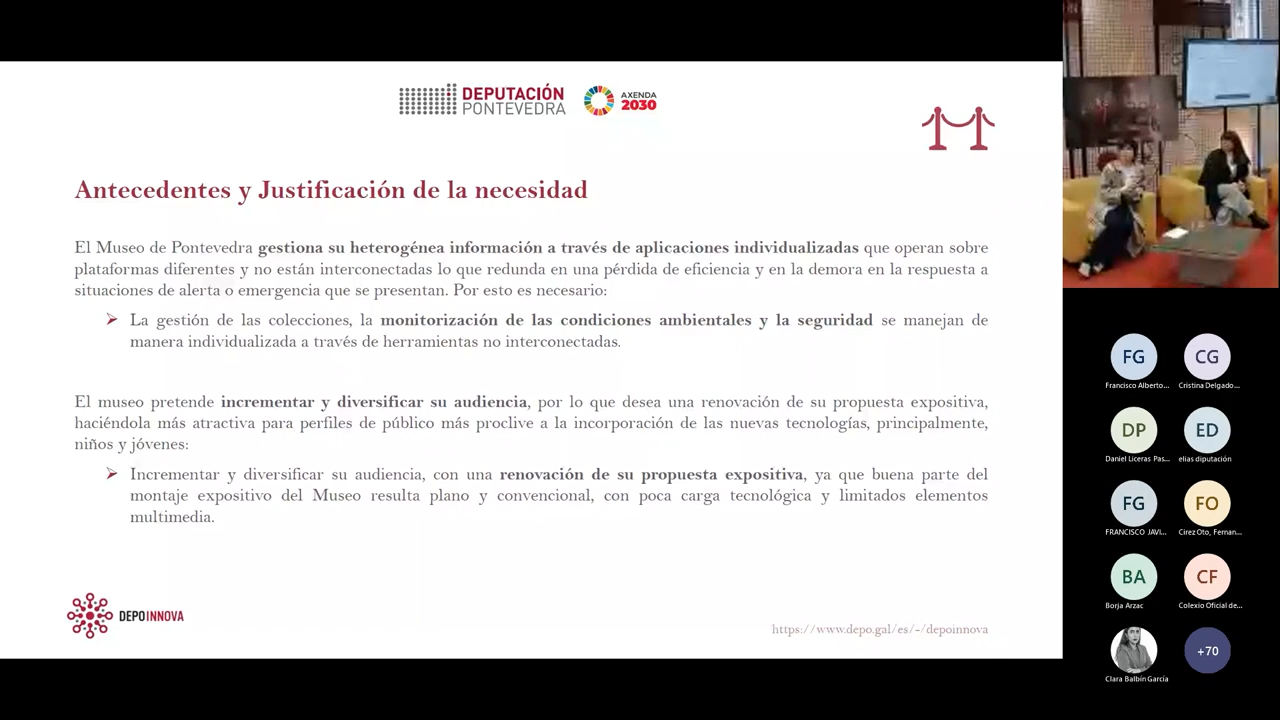 DEPUTACIÓN
PONTEVEDRA
AXENDA
2030
Antecedentes y Justificación de la necesidad
El Museo de Pontevedra gestiona su heterogénea información a través de aplicaciones individualizadas que operan sobre
plataformas diferentes y no están interconectadas lo que redunda en una pérdida de eficiencia y en la demora en la respuesta a
situaciones de alerta o emergencia que se presentan. Por esto es necesario:
La gestión de las colecciones, la monitorización de las condiciones ambientales y la seguridad se manejan de
manera individualizada a través de herramientas no interconectadas.
El museo pretende incrementar y diversificar su audiencia, por lo que desea una renovación de su propuesta expositiva,
haciéndola más atractiva para perfiles de público más proclive a la incorporación de las nuevas tecnologías, principalmente,
niños y jóvenes:
Incrementar y diversificar su audiencia, con una renovación de su propuesta expositiva, ya que buena parte del
montaje expositivo del Museo resulta plano y convencional, con poca carga tecnológica y limitados elementos
multimedia.
DEPOINNOVA
https://www.depo.gal/es/-/depoinnova
FG
CG
Francisco Alberto...
Cristina Delgado...
DP
ED
Daniel Liceras Pas...
elias diputación
FG
FO
FRANCISCO JAVI...
Cirez Oto, Fernan...
BA
CF
Borja Arzac
Colexio Oficial de...
+70
Clara Balbín García